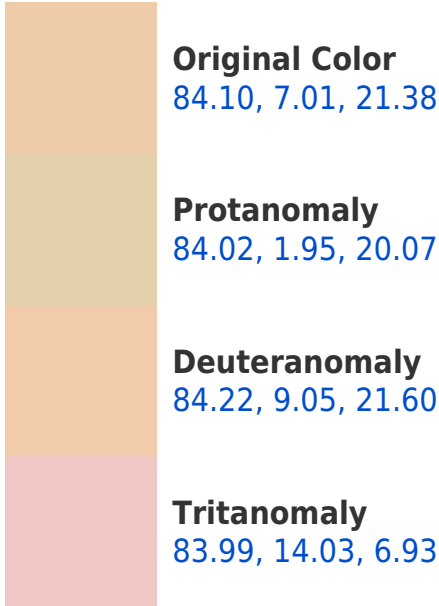 Original Color
84.10, 7.01, 21.38
Protanomaly
84.02, 1.95, 20.07
Deuteranomaly
84.22, 9.05, 21.60
Tritanomaly
83.99, 14.03, 6.93